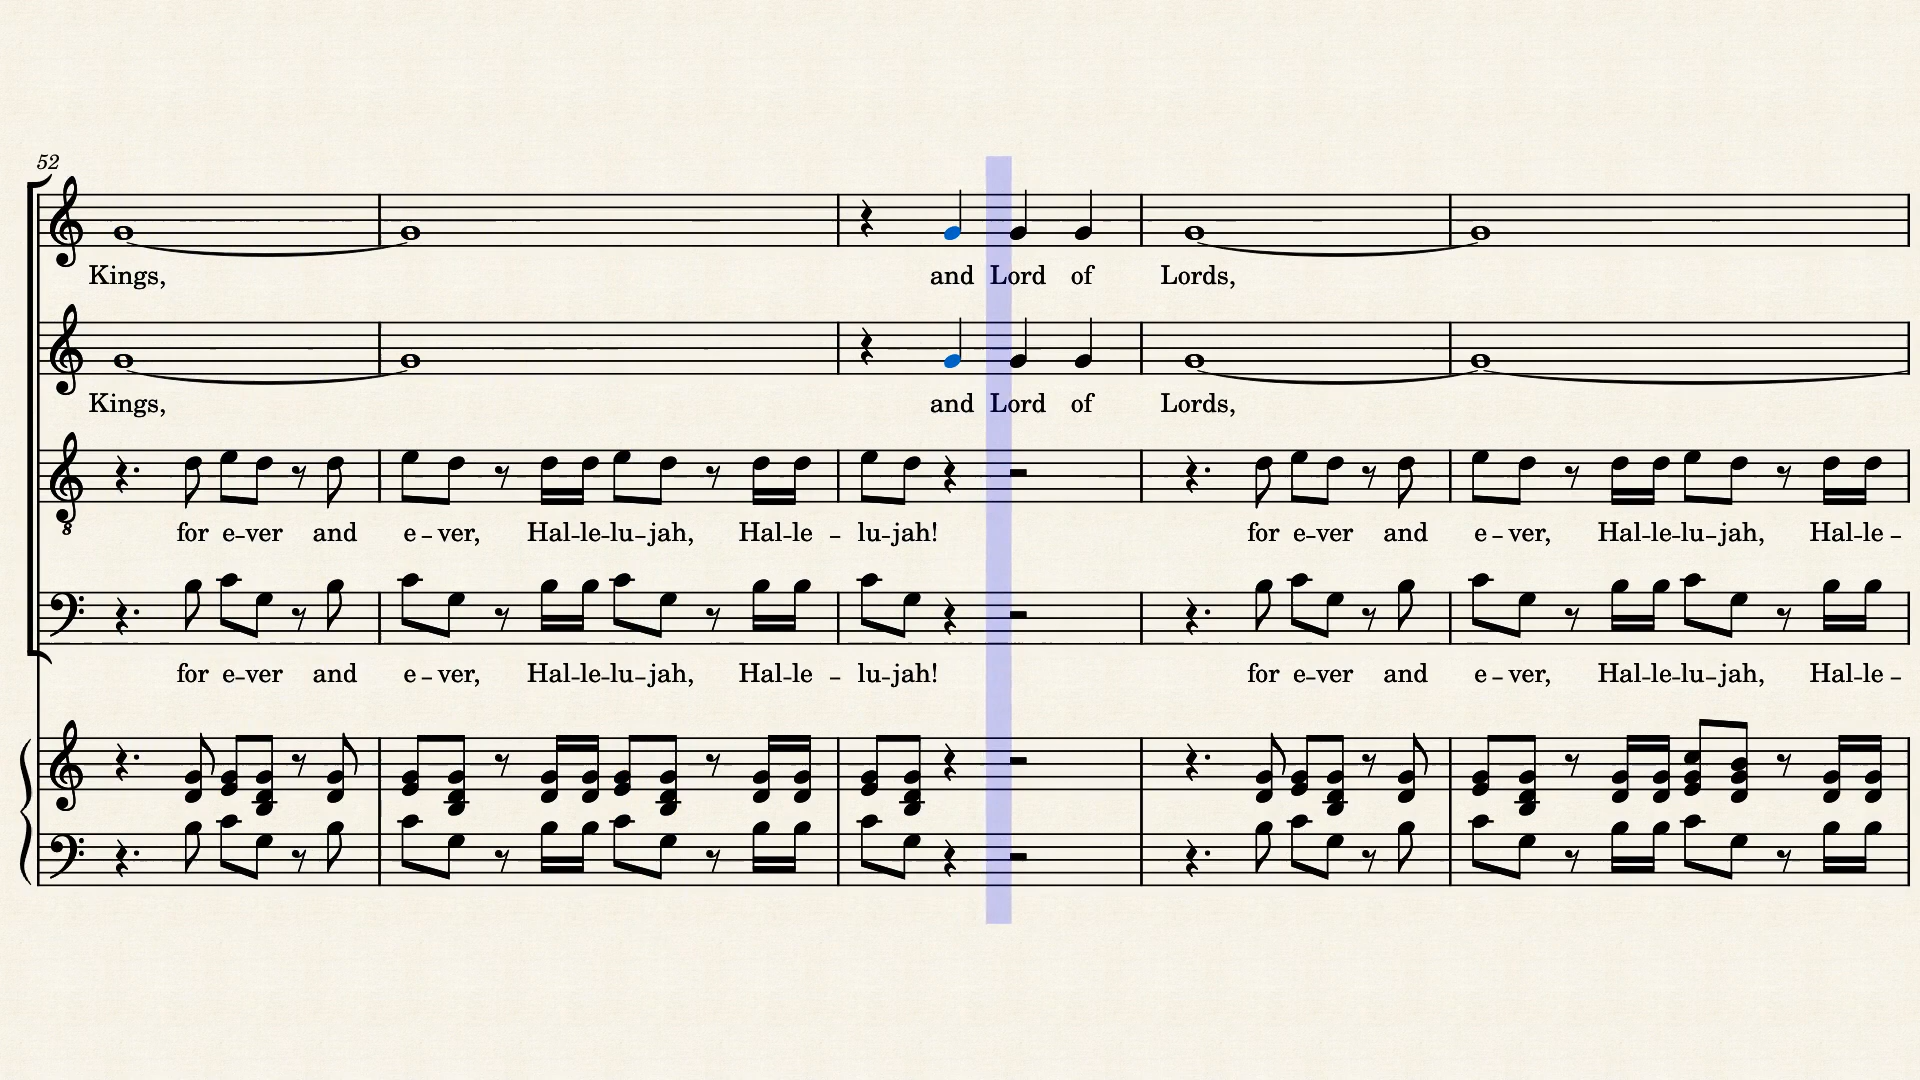 52
Kings, and Lord of Lords,
Kings, and Lord of Lords,
8
for e-ver and e-ver, Hal-le-lu-jah, Hal-le - lu-jah! for e-ver and e-ver, Hal-le-lu-jah, Hal-le -
for e-ver and e-ver, Hal-le-lu-jah, Hal-le - lu-jah! for e-ver and e-ver, Hal-le-lu-jah, Hal-le -